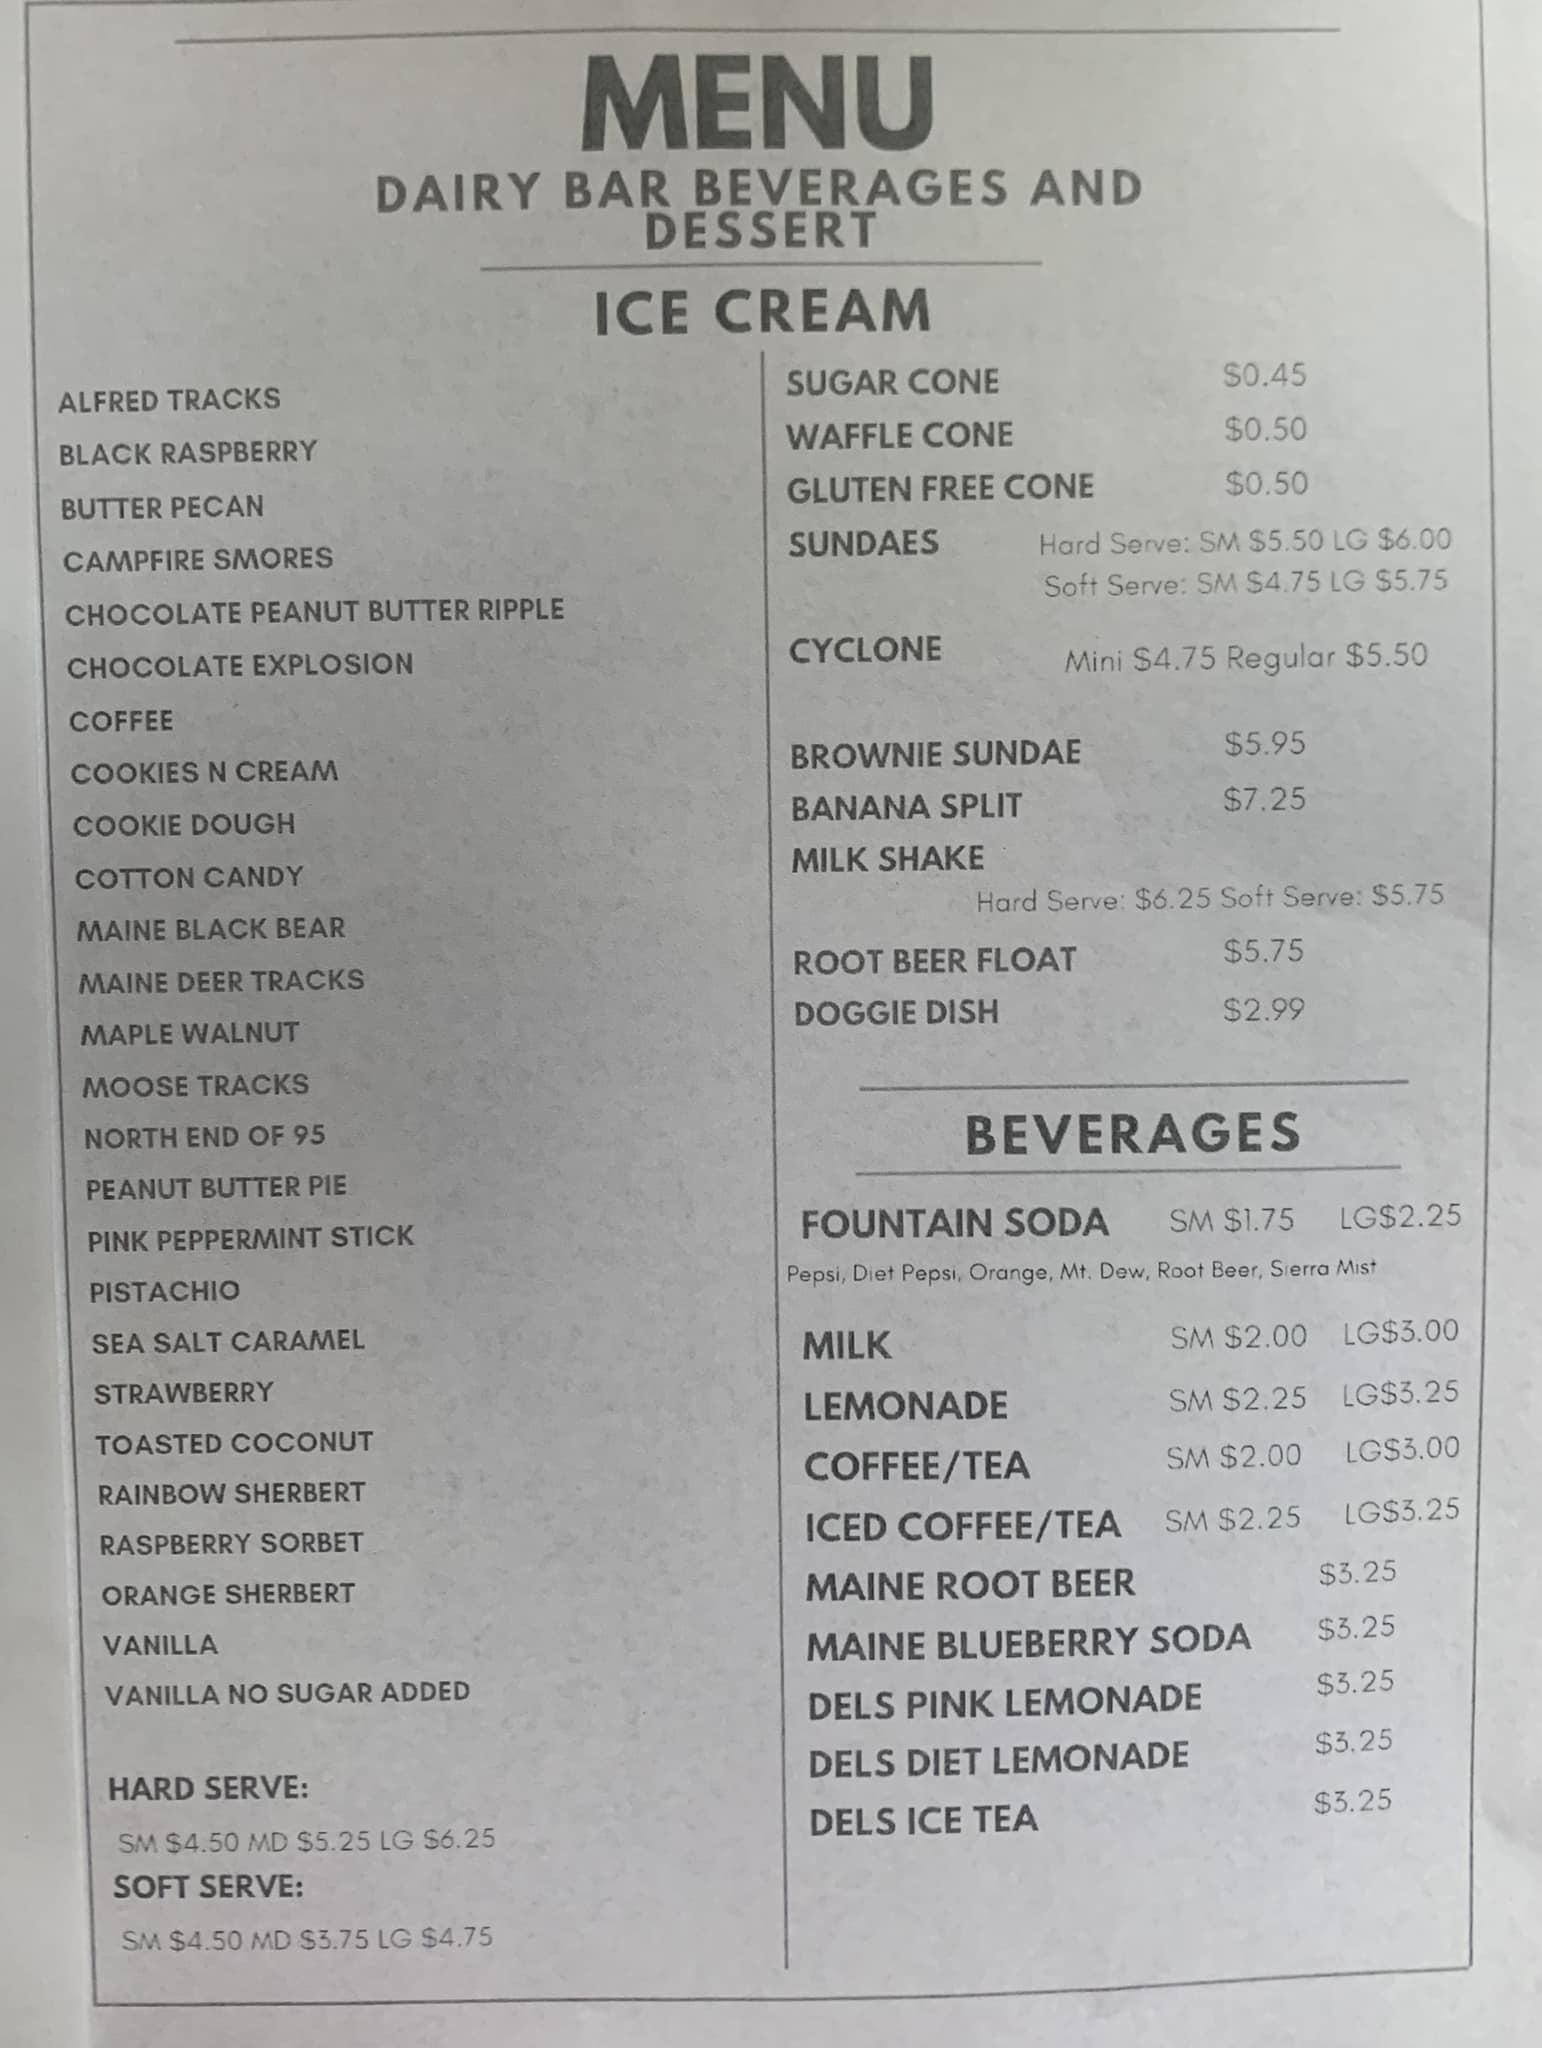 MENU
DAIRY BAR BEVERAGES AND
DESSERT
ICE CREAM
ALFRED TRACKS
BLACK RASPBERRY
BUTTER PECAN
CAMPFIRE SMORES
CHOCOLATE PEANUT BUTTER RIPPLE
CHOCOLATE EXPLOSION
COFFEE
COOKIES N CREAM
COOKIE DOUGH
COTTON CANDY
MAINE BLACK BEAR
MAINE DEER TRACKS
MAPLE WALNUT
MOOSE TRACKS
NORTH END OF 95
PEANUT BUTTER PIE
PINK PEPPERMINT STICK
PISTACHIO
SEA SALT CARAMEL
STRAWBERRY
TOASTED COCONUT
RAINBOW SHERBERT
RASPBERRY SORBET
ORANGE SHERBERT
VANILLA
VANILLA NO SUGAR ADDED
HARD SERVE:
SM $4.50 MD $5.25 LG $6.25
SOFT SERVE:
SM $4.50 MD $3.75 LG $4.75
SUGAR CONE $0.45
WAFFLE CONE $0.50
GLUTEN FREE CONE $0.50
SUNDAES Hard Serve: SM $5.50 LG $6.00
Soft Serve: SM $4.75 LG $5.75
CYCLONE Mini $4.75 Regular $5.50
BROWNIE SUNDAE $5.95
BANANA SPLIT $7.25
MILK SHAKE
Hard Serve: $6.25 Soft Serve: $5.75
ROOT BEER FLOAT $5.75
DOGGIE DISH $2.99
BEVERAGES
FOUNTAIN SODA SM $1.75 LG$2.25
Pepsi, Diet Pepsi, Orange, Mt. Dew, Root Beer, Sierra Mist
MILK SM $2.00 LG$3.00
LEMONADE SM $2.25 LG$3.25
COFFEE/TEA SM $2.00 LG$3.00
ICED COFFEE/TEA SM $2.25 LG$3.25
MAINE ROOT BEER $3.25
MAINE BLUEBERRY SODA $3.25
DELS PINK LEMONADE $3.25
DELS DIET LEMONADE $3.25
DELS ICE TEA $3.25